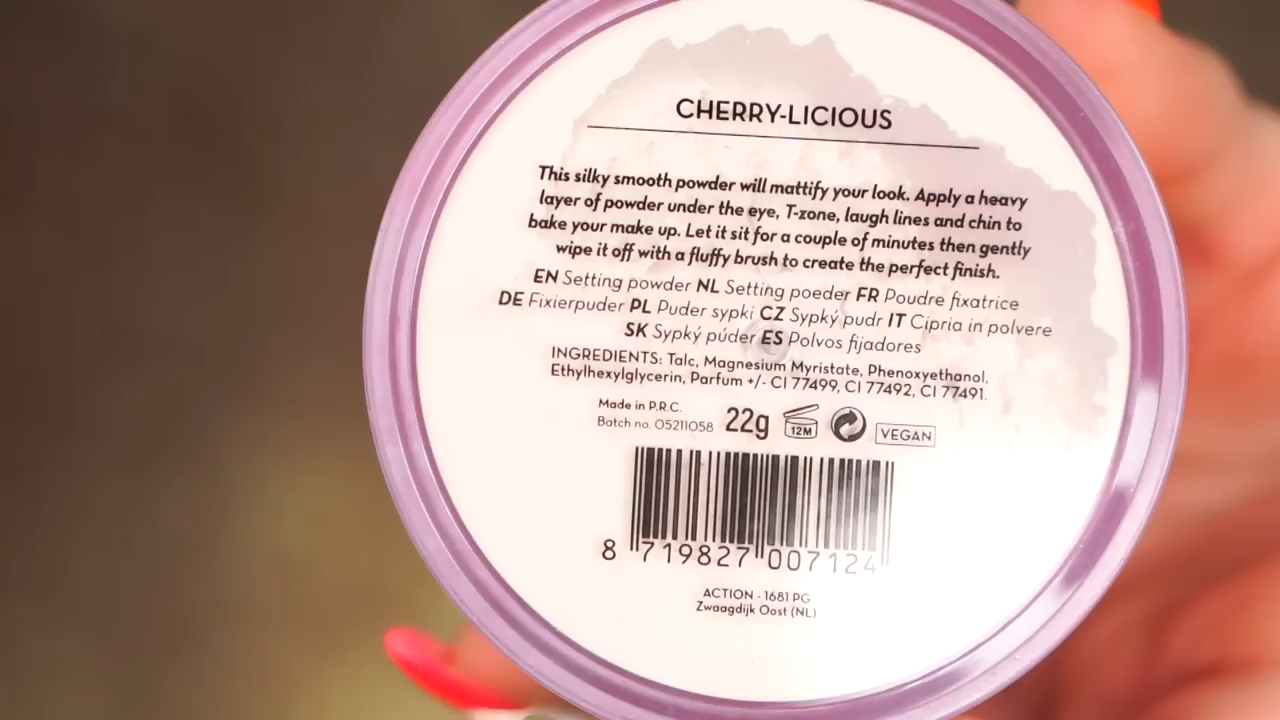 CHERRY-LICIOUS
This silky smooth powder will mattify your look. Apply a heavy
layer of powder under the eye, T-zone, laugh lines and chin to
bake your make up. Let it sit for a couple of minutes then gently
wipe it off with a fluffy brush to create the perfect finish.
EN Setting powder NL Setting poeder FR Poudre fixatrice
DE Fixierpuder PL Puder sypki CZ Sypký pudr IT Cipria in polvere
SK Sypký púder ES Polvos fijadores
INGREDIENTS: Talc, Magnesium Myristate, Phenoxyethanol,
Ethylhexylglycerin, Parfum +/- CI 77499, CI 77492, CI 77491.
Made in P.R.C.
Batch no. 05211058 22g 12M VEGAN
8 719827 007124
ACTION - 1681 PG
Zwaagdijk Oost (NL)